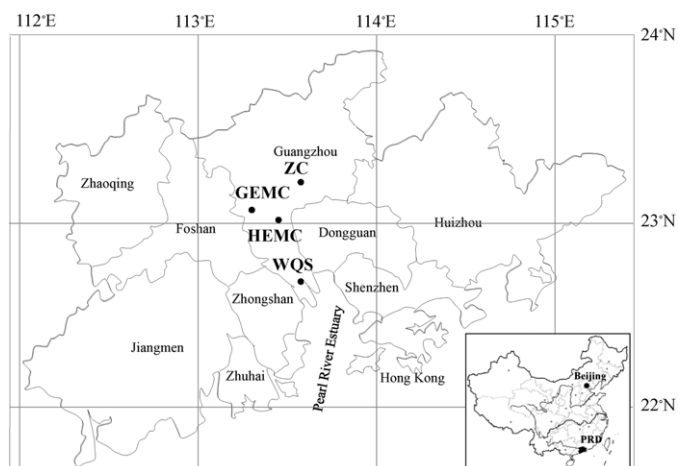 112°E 113°E 114°E 115°E
24°N
Guangzhou
ZC
Zhaoqing
GEMC
23°N
Foshan
HEMC
Dongguan
Huizhou
WQS
Zhongshan
Shenzhen
Jiangmen
Pearl River Estuary
Zhuhai
Hong Kong
Beijing
22°N
PRD